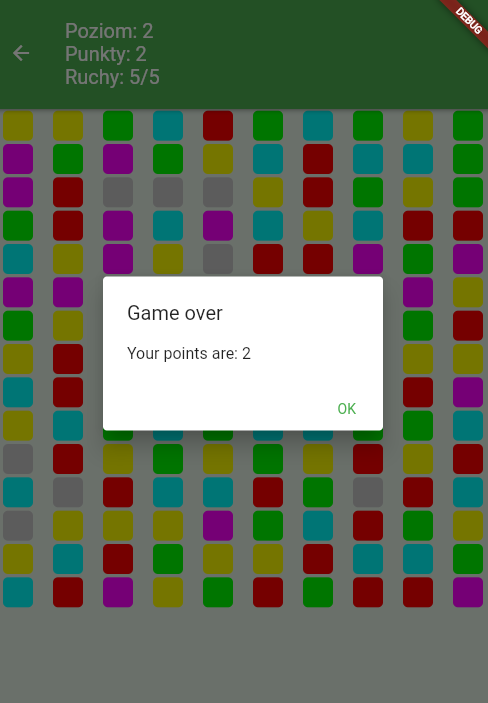 Poziom: 2
Punkty: 2
Ruchy: 5/5
DEBUG
Game over
Your points are: 2
OK